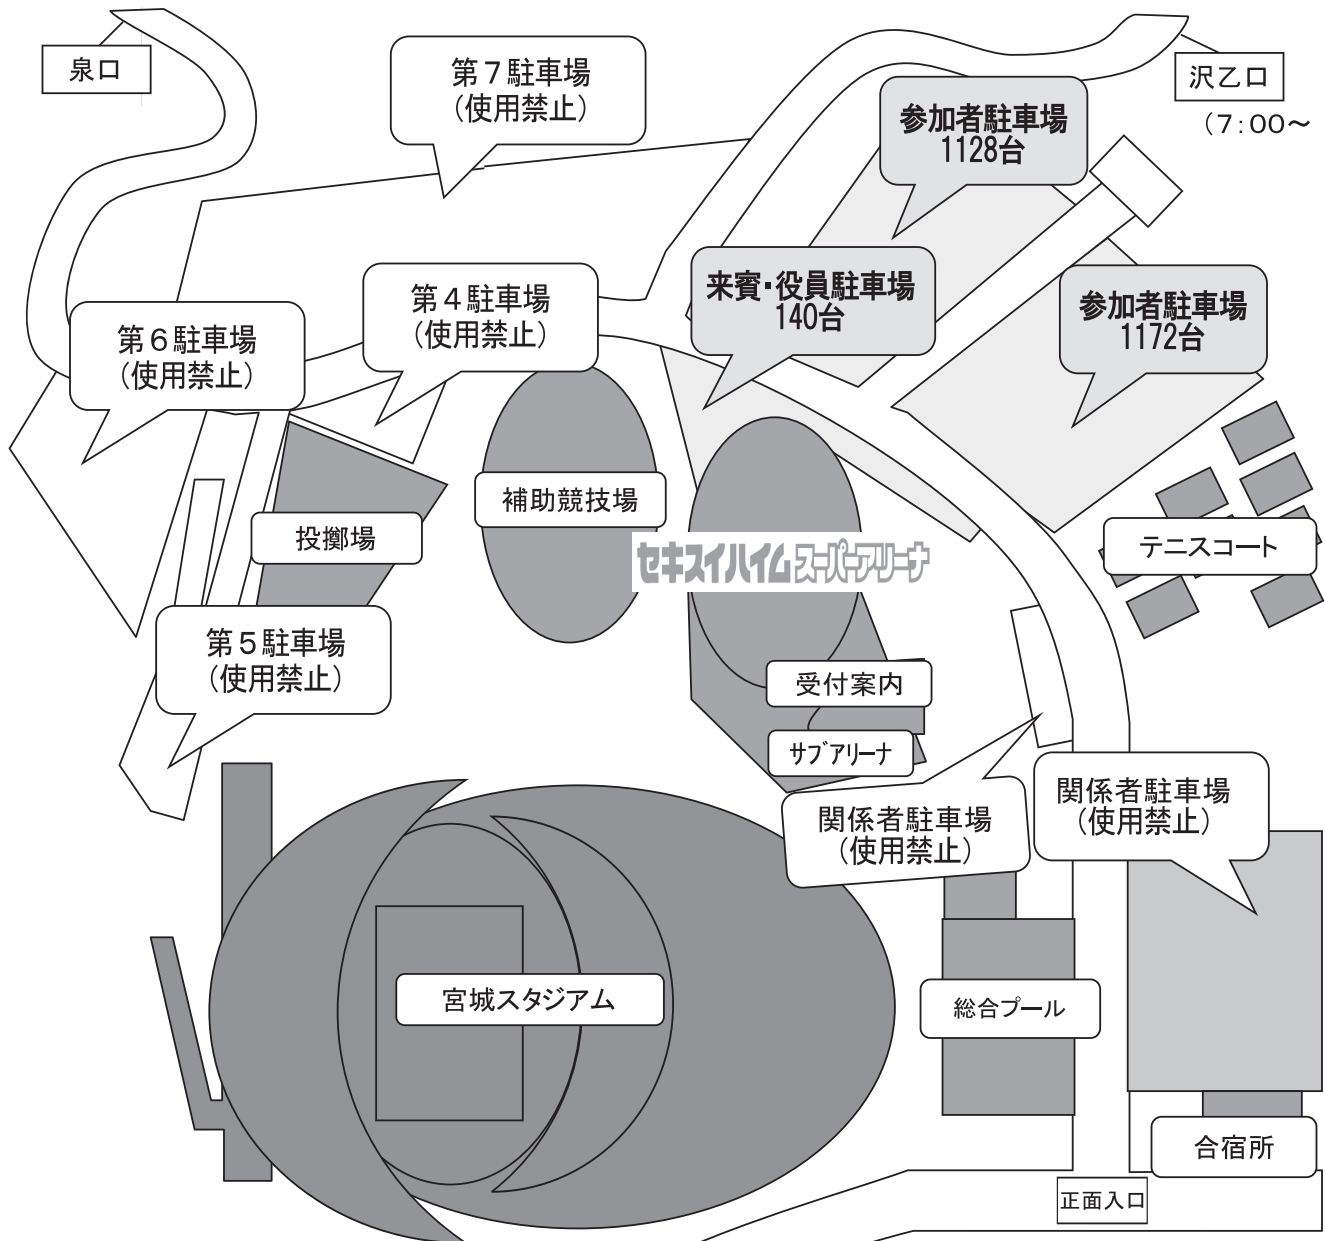 泉口
第７駐車場
（使用禁止）
沢乙口
（7：00～
参加者駐車場
1128台
来賓・役員駐車場
140台
参加者駐車場
1172台
第４駐車場
（使用禁止）
第６駐車場
（使用禁止）
補助競技場
投擲場
セキスイハイムスーパーアリーナ
テニスコート
第５駐車場
（使用禁止）
受付案内
サブアリーナ
関係者駐車場
（使用禁止）
関係者駐車場
（使用禁止）
宮城スタジアム
総合プール
合宿所
正面入口